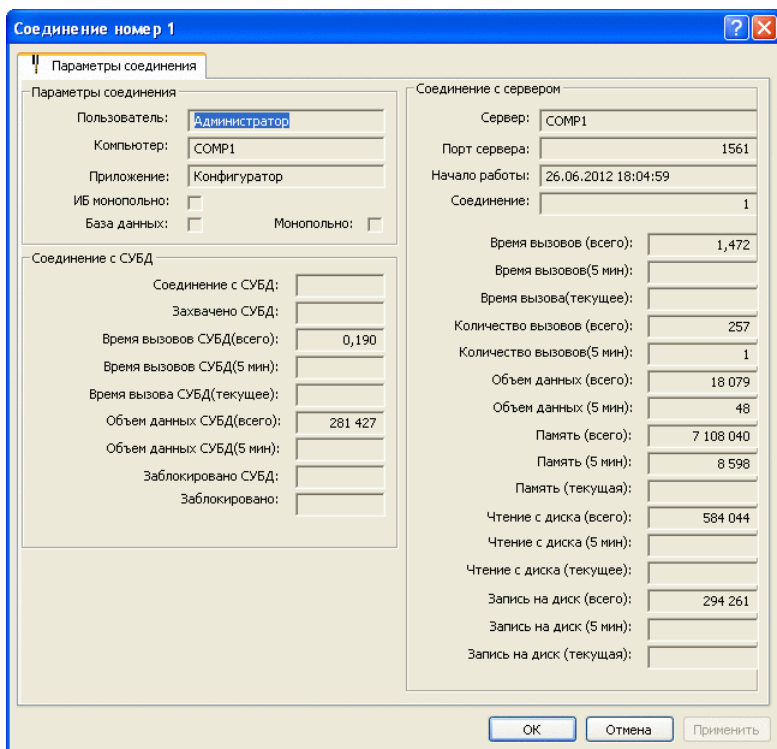 Соединение номер 1
Параметры соединения
Параметры соединения
Пользователь: Администратор
Компьютер: COMP1
Приложение: Конфигуратор
ИБ монопольно:
База данных: Монопольно:
Соединение с СУБД
Соединение с СУБД:
Захвачено СУБД:
Время вызовов СУБД(всего): 0,190
Время вызовов СУБД(5 мин):
Время вызова СУБД(текущее):
Объем данных СУБД(всего): 281 427
Объем данных СУБД(5 мин):
Заблокировано СУБД:
Заблокировано:
Соединение с сервером
Сервер: COMP1
Порт сервера: 1561
Начало работы: 26.06.2012 18:04:59
Соединение: 1
Время вызовов (всего): 1,472
Время вызовов(5 мин):
Время вызова(текущее):
Количество вызовов (всего): 257
Количество вызовов(5 мин): 1
Объем данных (всего): 18 079
Объем данных (5 мин): 48
Память (всего): 7 108 040
Память (5 мин): 8 598
Память (текущая):
Чтение с диска (всего): 584 044
Чтение с диска (5 мин):
Чтение с диска (текущее):
Запись на диск (всего): 294 261
Запись на диск (5 мин):
Запись на диск (текущая):
ОК Отмена Применить